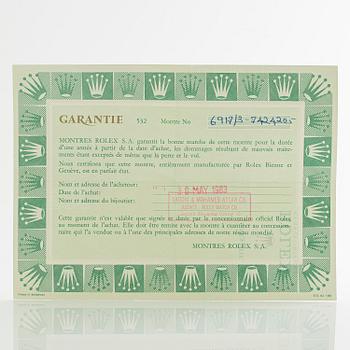 GARANTIE 532 Montre No 6917/8-7424205
MONTRES ROLEX S.A. garantit la bonne marche de cette montre pour la durée
d'une année à partir de la date d'achat, les dommages résultant de mauvais traite-
ments étant exceptés de même que la perte et le vol.
Nous certifions que cette montre, entièrement fabriquée par Rolex Bienne et
Genève, est en parfait état.
Nom et adresse de l'acheteur:
Date de l'achat:
Nom et adresse du bijoutier:
MAY 1983
Cette garantie n'est valable que signée et datée par le concessionnaire officiel Rolex
au moment de l'achat. Elle doit être remise avec la montre à contrôler au concession-
naire qui l'a vendue ou à l'une des principales adresses de notre réseau mondial.
MONTRES ROLEX S.A.